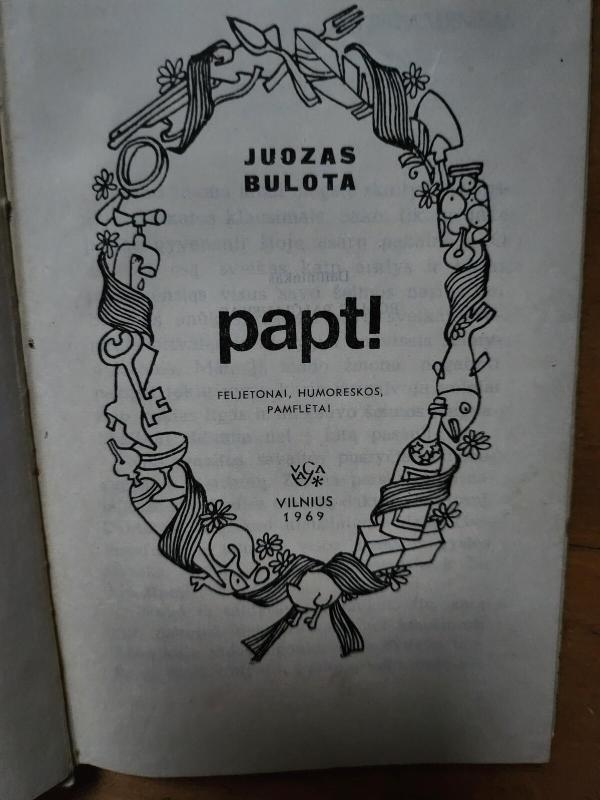 JUOZAS
BULOTA
papt!
FELJETONAI, HUMORESKOS,
PAMFLETAI
VAGA
VILNIUS
1969